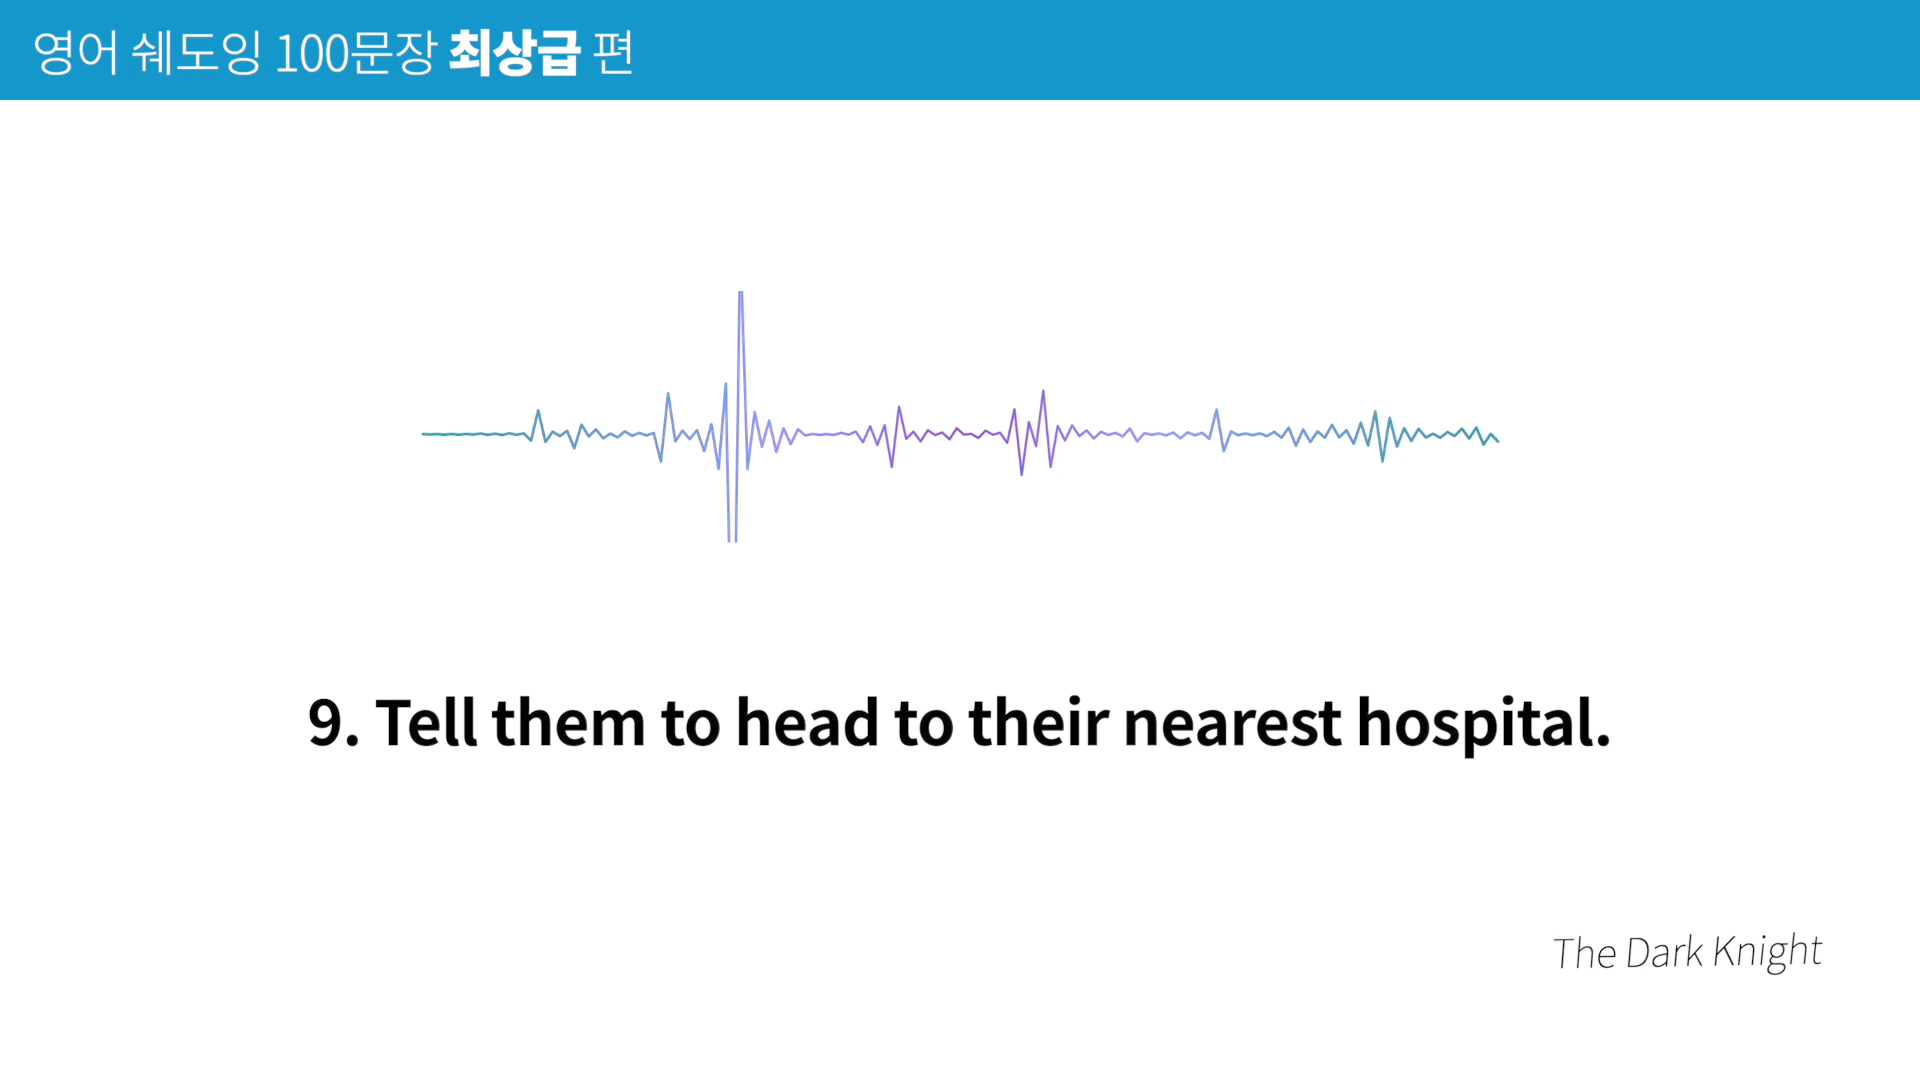 영어 쉐도잉 100문장 최상급 편
9. Tell them to head to their nearest hospital.
The Dark Knight